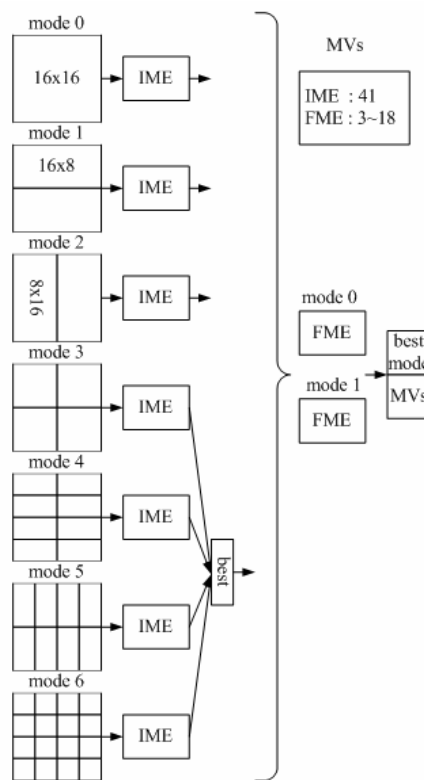 mode 0
16x16
IME
mode 1
16x8
IME
mode 2
8x16
IME
mode 3
IME
mode 4
IME
mode 5
IME
mode 6
IME
best
MVs
IME : 41
FME : 3~18
mode 0
FME
mode 1
FME
best
mode
MVs